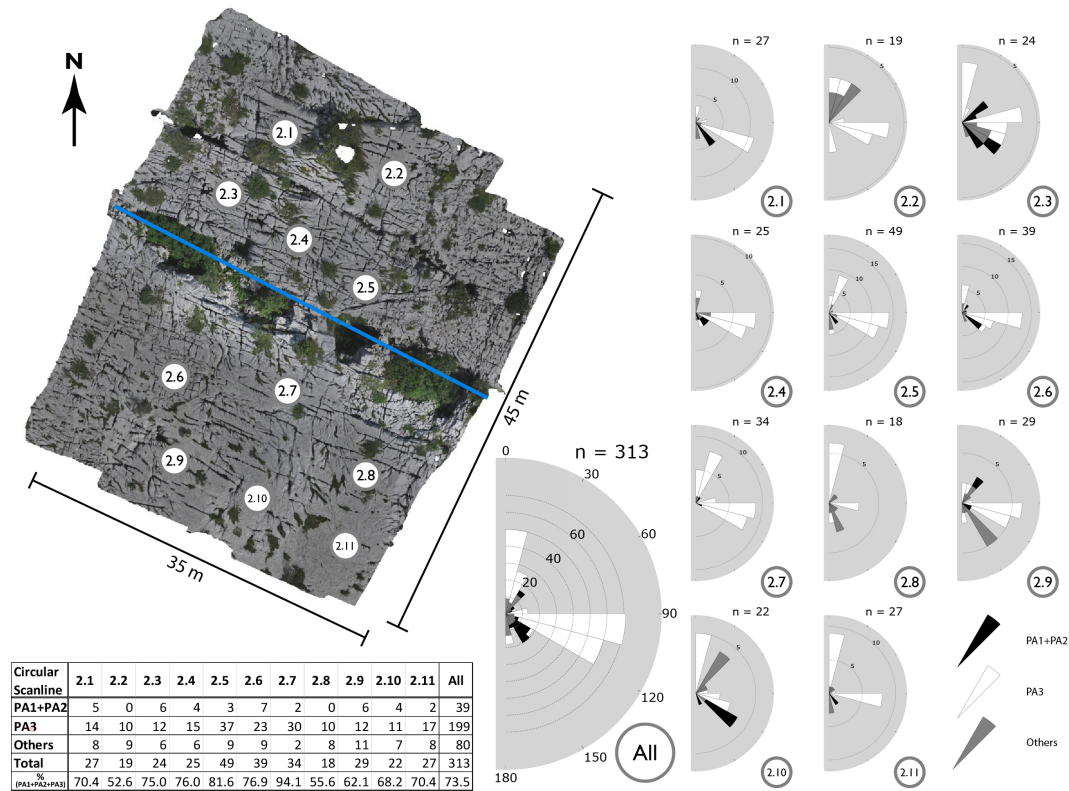 N
2.1
2.2
2.3
2.4
2.5
2.6
2.7
2.8
2.9
2.10
2.11
45 m
35 m
n = 27
5
10
2.1
n = 19
5
2.2
n = 24
5
2.3
n = 25
5
10
2.4
n = 49
5
10
15
2.5
n = 39
5
10
15
2.6
n = 34
5
10
2.7
n = 18
5
2.8
n = 29
5
2.9
n = 22
5
2.10
n = 27
5
10
2.11
n = 313
0
30
60
90
120
150
180
20
40
60
All
PA1+PA2
PA3
Others
Circular Scanline 2.1 2.2 2.3 2.4 2.5 2.6 2.7 2.8 2.9 2.10 2.11 All
PA1+PA2 5 0 6 4 3 7 2 0 6 4 2 39
PA3 14 10 12 15 37 23 30 10 12 11 17 199
Others 8 9 6 6 9 9 2 8 11 7 8 80
Total 27 19 24 25 49 39 34 18 29 22 27 313
% (PA1+PA2+PA3) 70.4 52.6 75.0 76.0 81.6 76.9 94.1 55.6 62.1 68.2 70.4 73.5